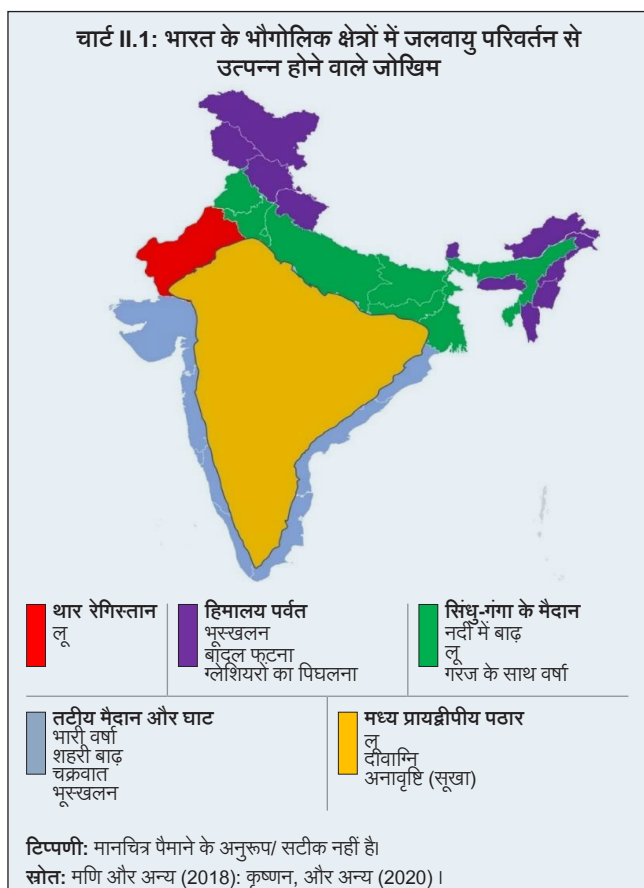 चार्ट II.1: भारत के भौगोलिक क्षेत्रों में जलवायु परिवर्तन से
उत्पन्न होने वाले जोखिम
थार रेगिस्तान
लू
हिमालय पर्वत
भूस्खलन
बादल फटना
ग्लेशियरों का पिघलना
सिंधु-गंगा के मैदान
नदी में बाढ़
लू
गरज के साथ वर्षा
तटीय मैदान और घाट
भारी वर्षा
शहरी बाढ़
चक्रवात
भूस्खलन
मध्य प्रायद्वीपीय पठार
लू
दावाग्नि
अनावृष्टि (सूखा)
टिप्पणी: मानचित्र पैमाने के अनुरूप/ सटीक नहीं है।
स्रोत: मणि और अन्य (2018): कृष्णन, और अन्य (2020) ।